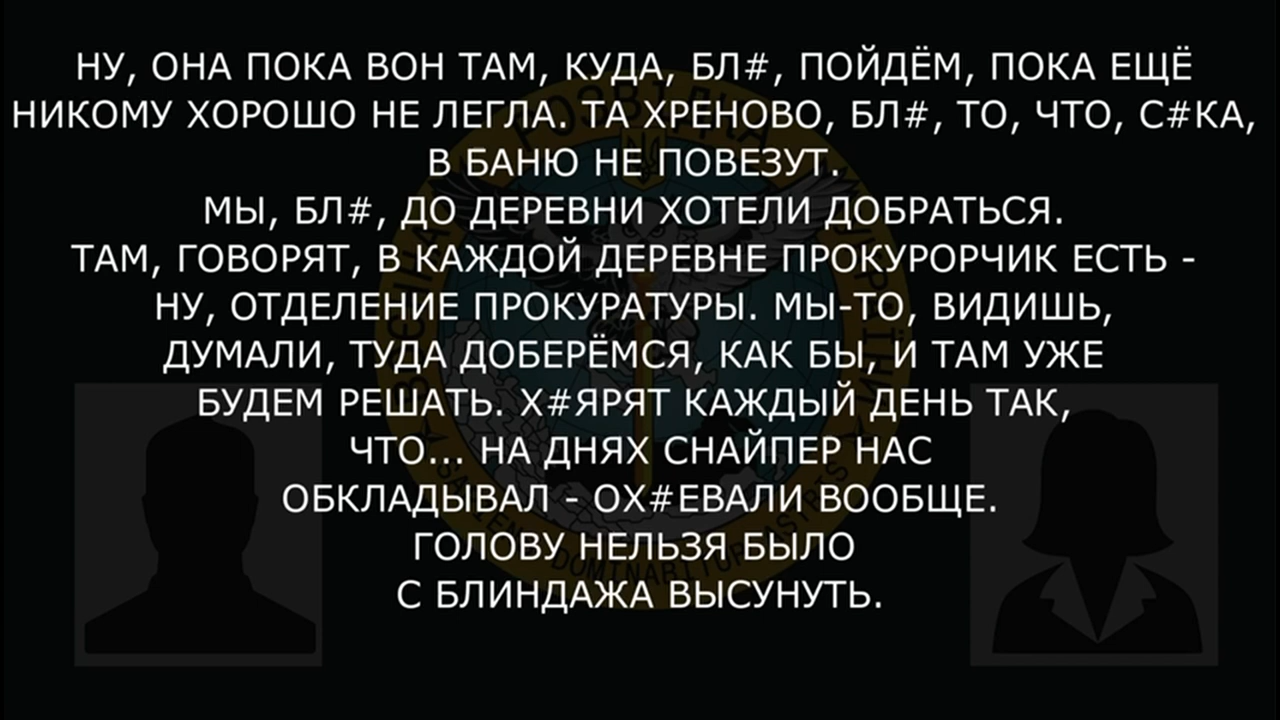 НУ, ОНА ПОКА ВОН ТАМ, КУДА, БЛ#, ПОЙДЁМ, ПОКА ЕЩЁ
НИКОМУ ХОРОШО НЕ ЛЕГЛА. ТА ХРЕНОВО, БЛ#, ТО, ЧТО, С#КА,
В БАНЮ НЕ ПОВЕЗУТ.
МЫ, БЛ#, ДО ДЕРЕВНИ ХОТЕЛИ ДОБРАТЬСЯ.
ТАМ, ГОВОРЯТ, В КАЖДОЙ ДЕРЕВНЕ ПРОКУРОРЧИК ЕСТЬ -
НУ, ОТДЕЛЕНИЕ ПРОКУРАТУРЫ. МЫ-ТО, ВИДИШЬ,
ДУМАЛИ, ТУДА ДОБЕРЁМСЯ, КАК БЫ, И ТАМ УЖЕ
БУДЕМ РЕШАТЬ. Х#ЯРЯТ КАЖДЫЙ ДЕНЬ ТАК,
ЧТО... НА ДНЯХ СНАЙПЕР НАС
ОБКЛАДЫВАЛ - ОХ#ЕВАЛИ ВООБЩЕ.
ГОЛОВУ НЕЛЬЗЯ БЫЛО
С БЛИНДАЖА ВЫСУНУТЬ.